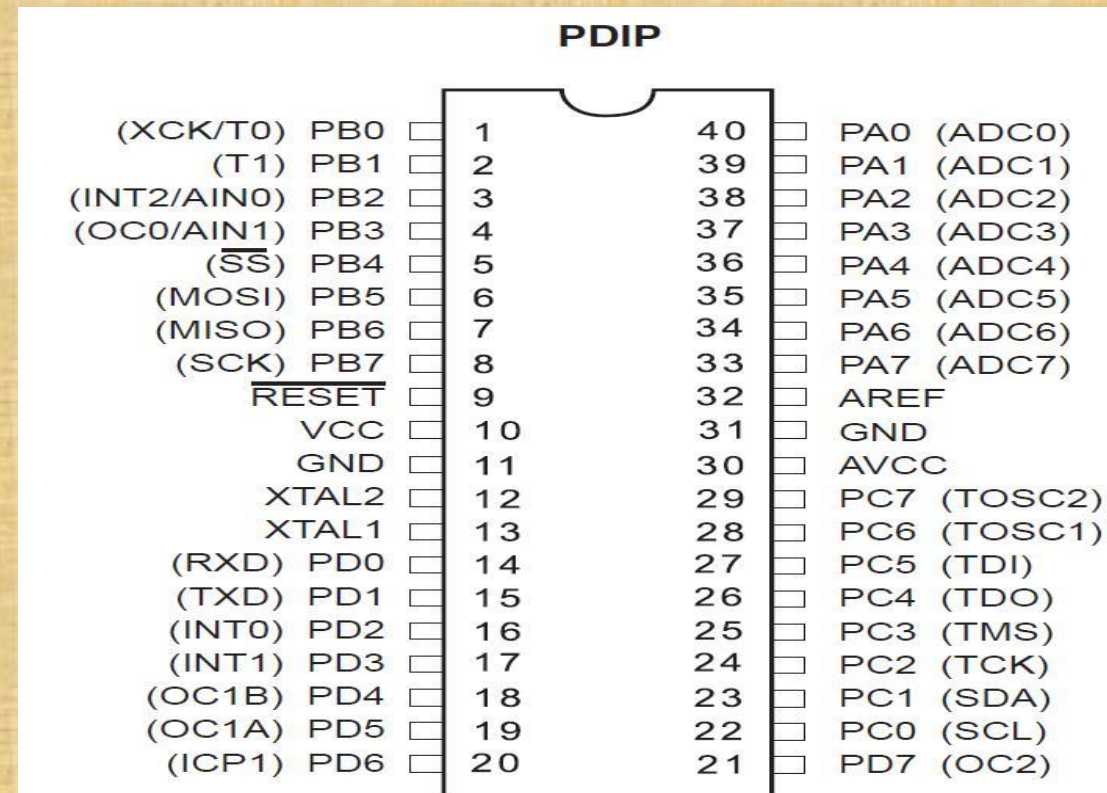 PDIP
(XCK/T0) PB0 1 40 PA0 (ADC0)
(T1) PB1 2 39 PA1 (ADC1)
(INT2/AIN0) PB2 3 38 PA2 (ADC2)
(OC0/AIN1) PB3 4 37 PA3 (ADC3)
(SS) PB4 5 36 PA4 (ADC4)
(MOSI) PB5 6 35 PA5 (ADC5)
(MISO) PB6 7 34 PA6 (ADC6)
(SCK) PB7 8 33 PA7 (ADC7)
RESET 9 32 AREF
VCC 10 31 GND
GND 11 30 AVCC
XTAL2 12 29 PC7 (TOSC2)
XTAL1 13 28 PC6 (TOSC1)
(RXD) PD0 14 27 PC5 (TDI)
(TXD) PD1 15 26 PC4 (TDO)
(INT0) PD2 16 25 PC3 (TMS)
(INT1) PD3 17 24 PC2 (TCK)
(OC1B) PD4 18 23 PC1 (SDA)
(OC1A) PD5 19 22 PC0 (SCL)
(ICP1) PD6 20 21 PD7 (OC2)